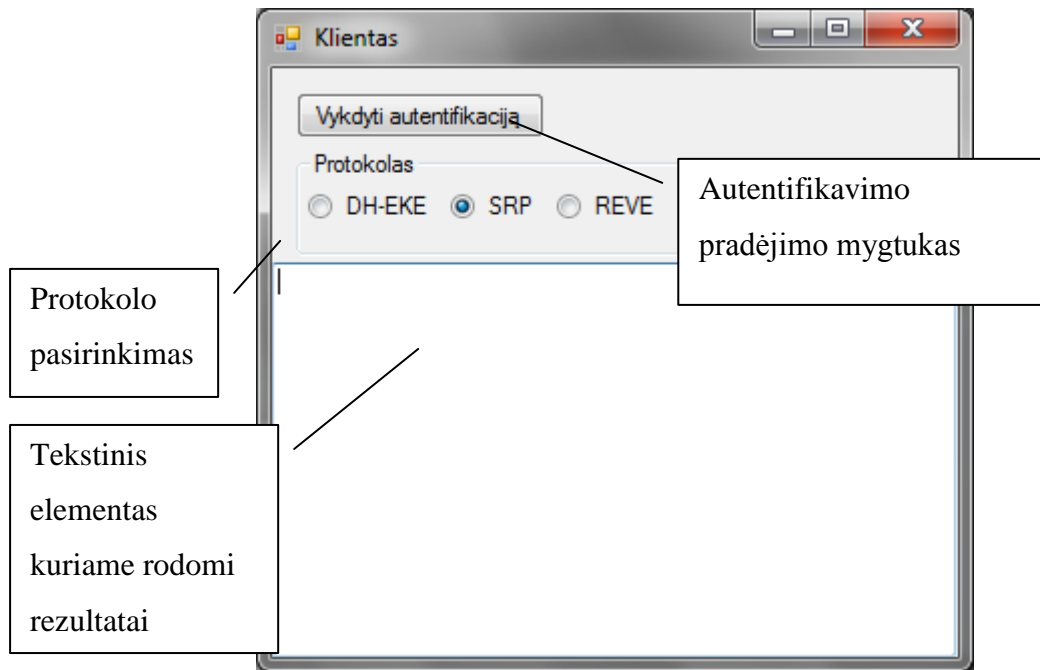 Klientas
Vykdyti autentifikaciją
Protokolas
DH-EKE SRP REVE
Autentifikavimo
pradėjimo mygtukas
Protokolo
pasirinkimas
Tekstinis
elementas
kuriame rodomi
rezultatai